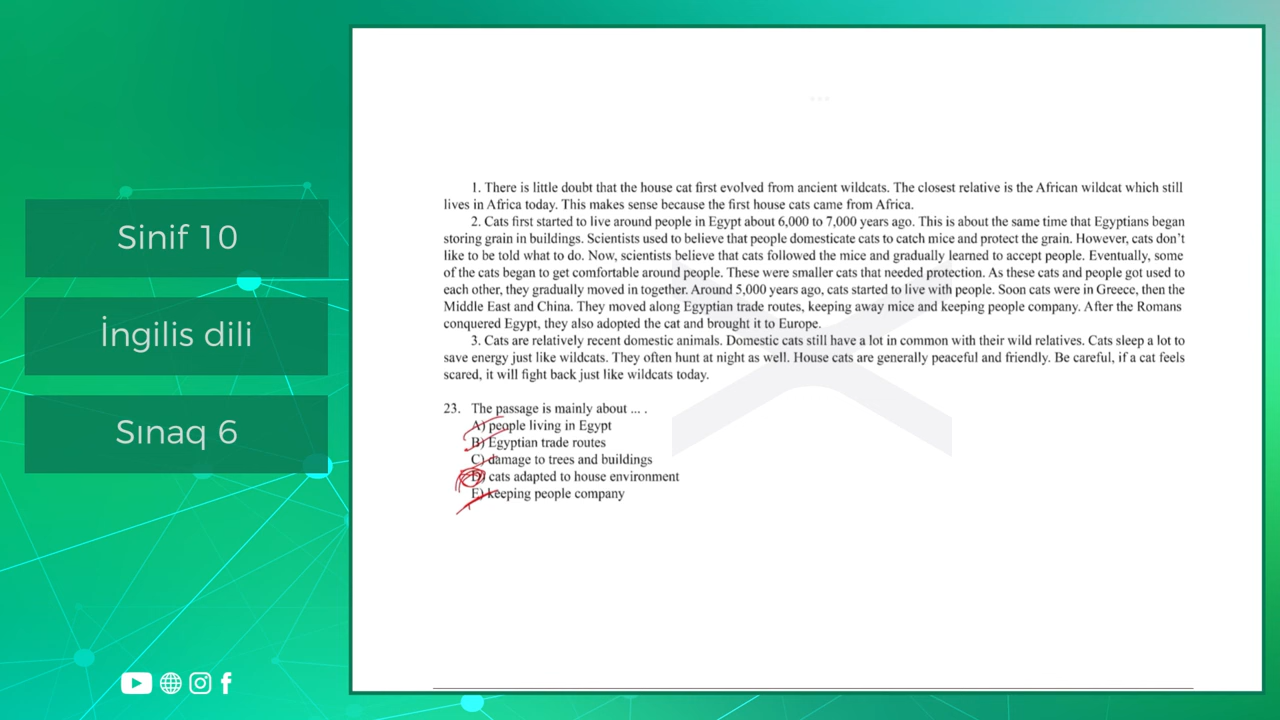 Sinif 10
İngilis dili
Sınaq 6
1. There is little doubt that the house cat first evolved from ancient wildcats. The closest relative is the African wildcat which still
lives in Africa today. This makes sense because the first house cats came from Africa.
2. Cats first started to live around people in Egypt about 6,000 to 7,000 years ago. This is about the same time that Egyptians began
storing grain in buildings. Scientists used to believe that people domesticate cats to catch mice and protect the grain. However, cats don't
like to be told what to do. Now, scientists believe that cats followed the mice and gradually learned to accept people. Eventually, some
of the cats began to get comfortable around people. These were smaller cats that needed protection. As these cats and people got used to
each other, they gradually moved in together. Around 5,000 years ago, cats started to live with people. Soon cats were in Greece, then the
Middle East and China. They moved along Egyptian trade routes, keeping away mice and keeping people company. After the Romans
conquered Egypt, they also adopted the cat and brought it to Europe.
3. Cats are relatively recent domestic animals. Domestic cats still have a lot in common with their wild relatives. Cats sleep a lot to
save energy just like wildcats. They often hunt at night as well. House cats are generally peaceful and friendly. Be careful, if a cat feels
scared, it will fight back just like wildcats today.
23. The passage is mainly about ... .
A) people living in Egypt
B) Egyptian trade routes
C) damage to trees and buildings
D) cats adapted to house environment
E) keeping people company